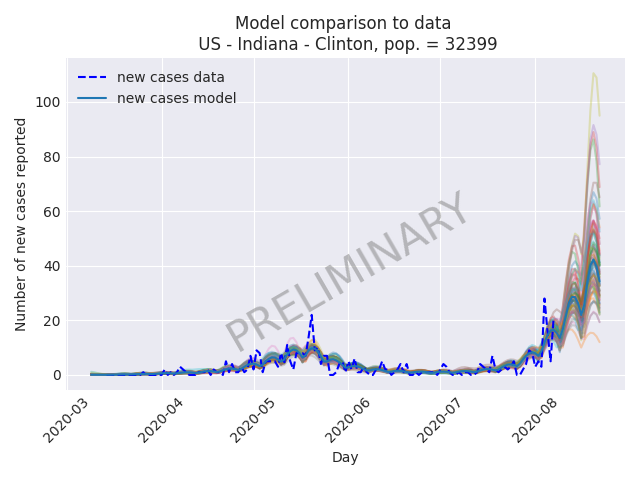 Model comparison to data
US - Indiana - Clinton, pop. = 32399
new cases data
new cases model
100
80
60
40
20
0
Number of new cases reported
PRELIMINARY
2020-03
2020-04
2020-05
2020-06
2020-07
2020-08
Day